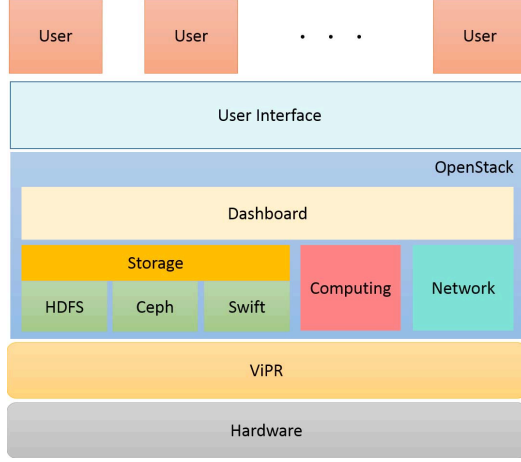 User User . . . User
User Interface
OpenStack
Dashboard
Storage
Computing Network
HDFS Ceph Swift
ViPR
Hardware